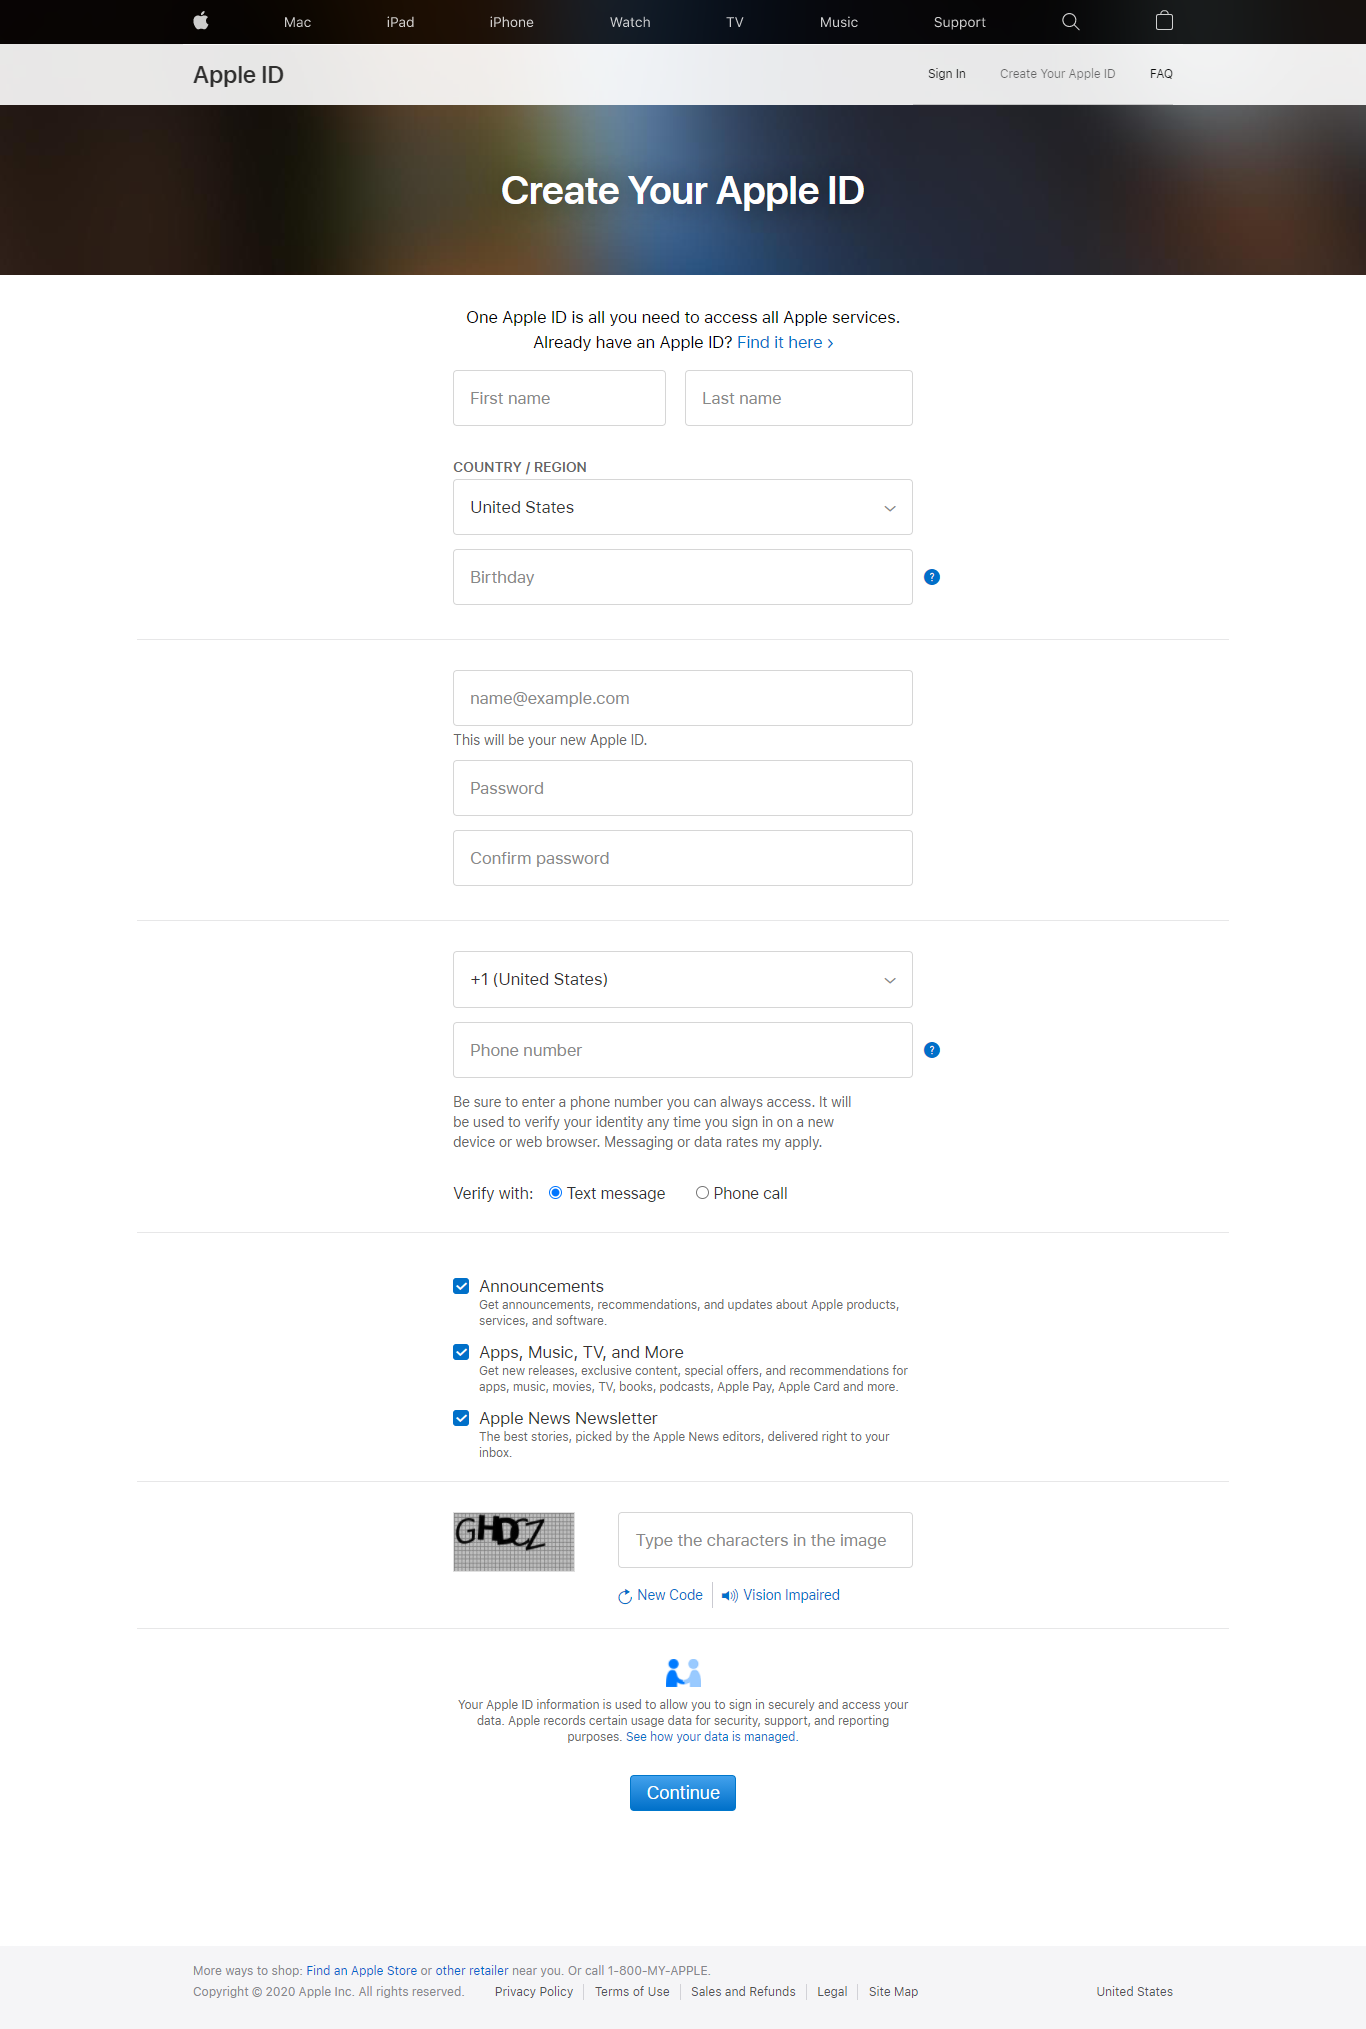 Mac iPad iPhone Watch TV Music Support
Apple ID
Sign In Create Your Apple ID FAQ
Create Your Apple ID
One Apple ID is all you need to access all Apple services.
Already have an Apple ID? Find it here >
First name Last name
COUNTRY / REGION
United States
Birthday ?
name@example.com
This will be your new Apple ID.
Password
Confirm password
+1 (United States)
Phone number ?
Be sure to enter a phone number you can always access. It will
be used to verify your identity any time you sign in on a new
device or web browser. Messaging or data rates my apply.
Verify with: Text message Phone call
Announcements
Get announcements, recommendations, and updates about Apple products,
services, and software.
Apps, Music, TV, and More
Get new releases, exclusive content, special offers, and recommendations for
apps, music, movies, TV, books, podcasts, Apple Pay, Apple Card and more.
Apple News Newsletter
The best stories, picked by the Apple News editors, delivered right to your
inbox.
GHDCZ Type the characters in the image
New Code Vision Impaired
Your Apple ID information is used to allow you to sign in securely and access your
data. Apple records certain usage data for security, support, and reporting
purposes. See how your data is managed.
Continue
More ways to shop: Find an Apple Store or other retailer near you. Or call 1-800-MY-APPLE.
Copyright © 2020 Apple Inc. All rights reserved. Privacy Policy Terms of Use Sales and Refunds Legal Site Map United States